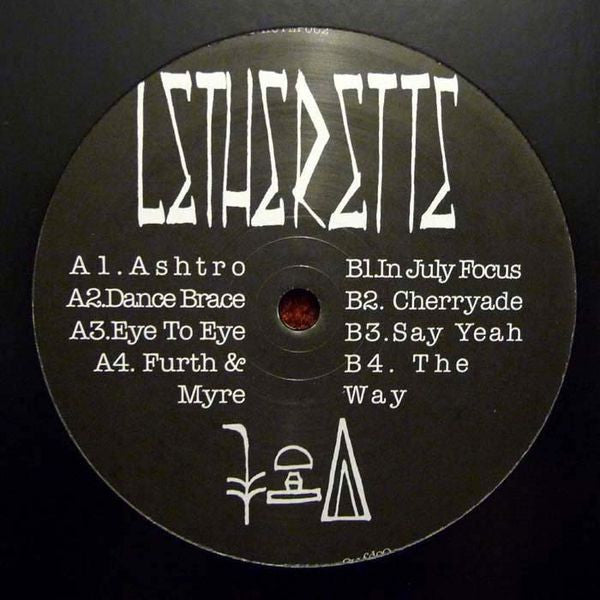 LETHERETTE
A1.Ashtro
A2.Dance Brace
A3.Eye To Eye
A4. Furth &
Myre
B1.In July Focus
B2. Cherryade
B3.Say Yeah
B4. The
Way